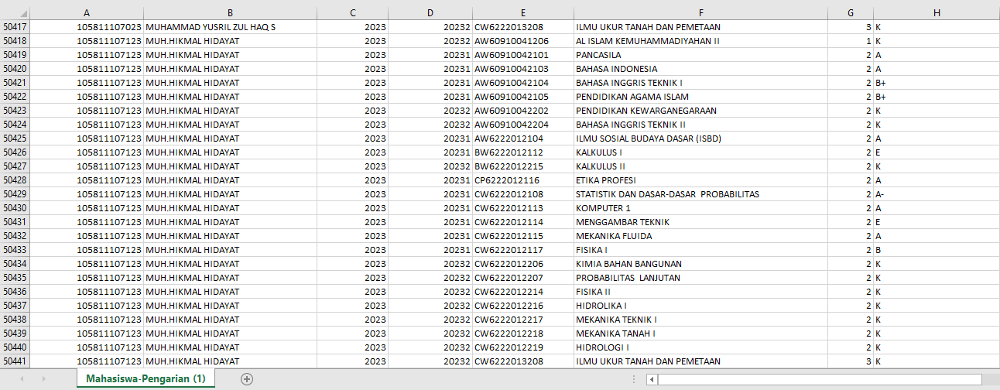 A B C D E F G H
50417 105811107023 MUHAMMAD YUSRIL ZUL HAQ S 2023 20232 CW6222013208 ILMU UKUR TANAH DAN PEMETAAN 3 K
50418 105811107123 MUH.HIKMAL HIDAYAT 2023 20232 AW60910041206 AL ISLAM KEMUHAMMADIYAHAN II 1 K
50419 105811107123 MUH.HIKMAL HIDAYAT 2023 20231 AW60910042101 PANCASILA 2 A
50420 105811107123 MUH.HIKMAL HIDAYAT 2023 20231 AW60910042103 BAHASA INDONESIA 2 A
50421 105811107123 MUH.HIKMAL HIDAYAT 2023 20231 AW60910042104 BAHASA INGGRIS TEKNIK I 2 B+
50422 105811107123 MUH.HIKMAL HIDAYAT 2023 20231 AW60910042105 PENDIDIKAN AGAMA ISLAM 2 B+
50423 105811107123 MUH.HIKMAL HIDAYAT 2023 20232 AW60910042202 PENDIDIKAN KEWARGANEGARAAN 2 K
50424 105811107123 MUH.HIKMAL HIDAYAT 2023 20232 AW60910042204 BAHASA INGGRIS TEKNIK II 2 K
50425 105811107123 MUH.HIKMAL HIDAYAT 2023 20231 AW6222012104 ILMU SOSIAL BUDAYA DASAR (ISBD) 2 A
50426 105811107123 MUH.HIKMAL HIDAYAT 2023 20231 BW6222012112 KALKULUS I 2 E
50427 105811107123 MUH.HIKMAL HIDAYAT 2023 20232 BW6222012215 KALKULUS II 2 K
50428 105811107123 MUH.HIKMAL HIDAYAT 2023 20231 CP6222012116 ETIKA PROFESI 2 A
50429 105811107123 MUH.HIKMAL HIDAYAT 2023 20231 CW6222012108 STATISTIK DAN DASAR-DASAR  PROBABILITAS 2 A-
50430 105811107123 MUH.HIKMAL HIDAYAT 2023 20231 CW6222012113 KOMPUTER 1 2 A
50431 105811107123 MUH.HIKMAL HIDAYAT 2023 20231 CW6222012114 MENGGAMBAR TEKNIK 2 E
50432 105811107123 MUH.HIKMAL HIDAYAT 2023 20231 CW6222012115 MEKANIKA FLUIDA 2 A
50433 105811107123 MUH.HIKMAL HIDAYAT 2023 20231 CW6222012117 FISIKA I 2 B
50434 105811107123 MUH.HIKMAL HIDAYAT 2023 20232 CW6222012206 KIMIA BAHAN BANGUNAN 2 K
50435 105811107123 MUH.HIKMAL HIDAYAT 2023 20232 CW6222012207 PROBABILITAS  LANJUTAN 2 K
50436 105811107123 MUH.HIKMAL HIDAYAT 2023 20232 CW6222012214 FISIKA II 2 K
50437 105811107123 MUH.HIKMAL HIDAYAT 2023 20232 CW6222012216 HIDROLIKA I 2 K
50438 105811107123 MUH.HIKMAL HIDAYAT 2023 20232 CW6222012217 MEKANIKA TEKNIK I 2 K
50439 105811107123 MUH.HIKMAL HIDAYAT 2023 20232 CW6222012218 MEKANIKA TANAH I 2 K
50440 105811107123 MUH.HIKMAL HIDAYAT 2023 20232 CW6222012219 HIDROLOGI I 2 K
50441 105811107123 MUH.HIKMAL HIDAYAT 2023 20232 CW6222013208 ILMU UKUR TANAH DAN PEMETAAN 3 K
Mahasiswa-Pengarian (1)